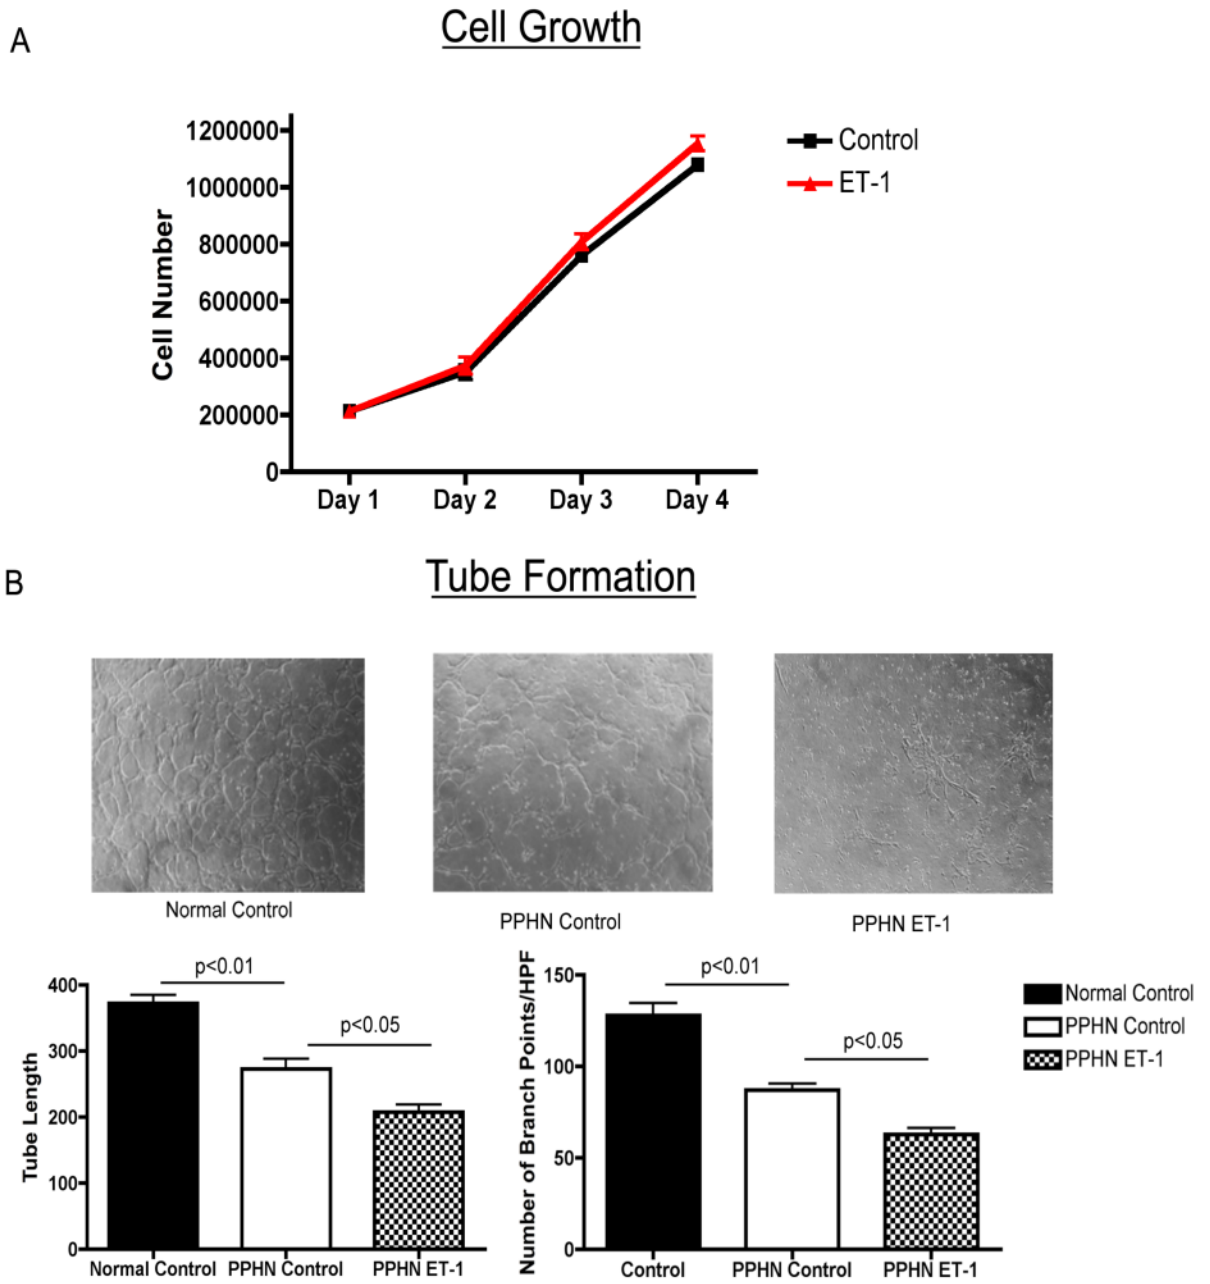 A
Cell Growth
1200000
1000000
800000
600000
400000
200000
0
Cell Number
Day 1 Day 2 Day 3 Day 4
Control
ET-1
B
Tube Formation
Normal Control
PPHN Control
PPHN ET-1
400
300
200
100
0
Tube Length
p<0.01
p<0.05
Normal Control PPHN Control PPHN ET-1
150
100
50
0
Number of Branch Points/HPF
p<0.01
p<0.05
Control PPHN Control PPHN ET-1
Normal Control
PPHN Control
PPHN ET-1